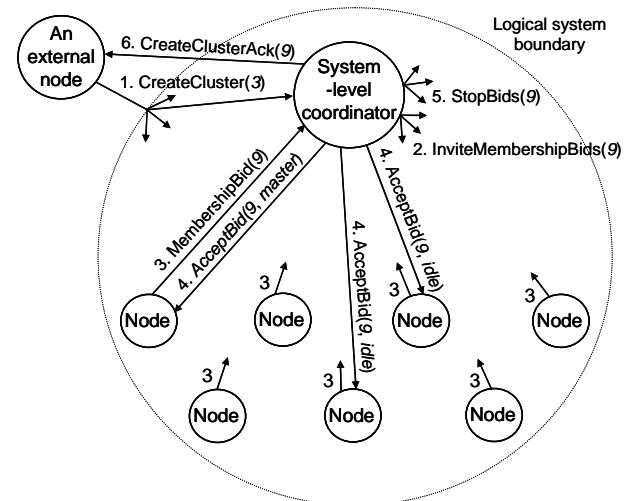 Logical system
boundary
An
external
node
6. CreateClusterAck(9)
1. CreateCluster(3)
System
-level
coordinator
5. StopBids(9)
2. InviteMembershipBids(9)
3. MembershipBid(9)
4. AcceptBid(9, master)
4. AcceptBid(9, idle)
4. AcceptBid(9, idle)
3
3
3
Node
Node
Node
Node
3
3
3
Node
Node
Node